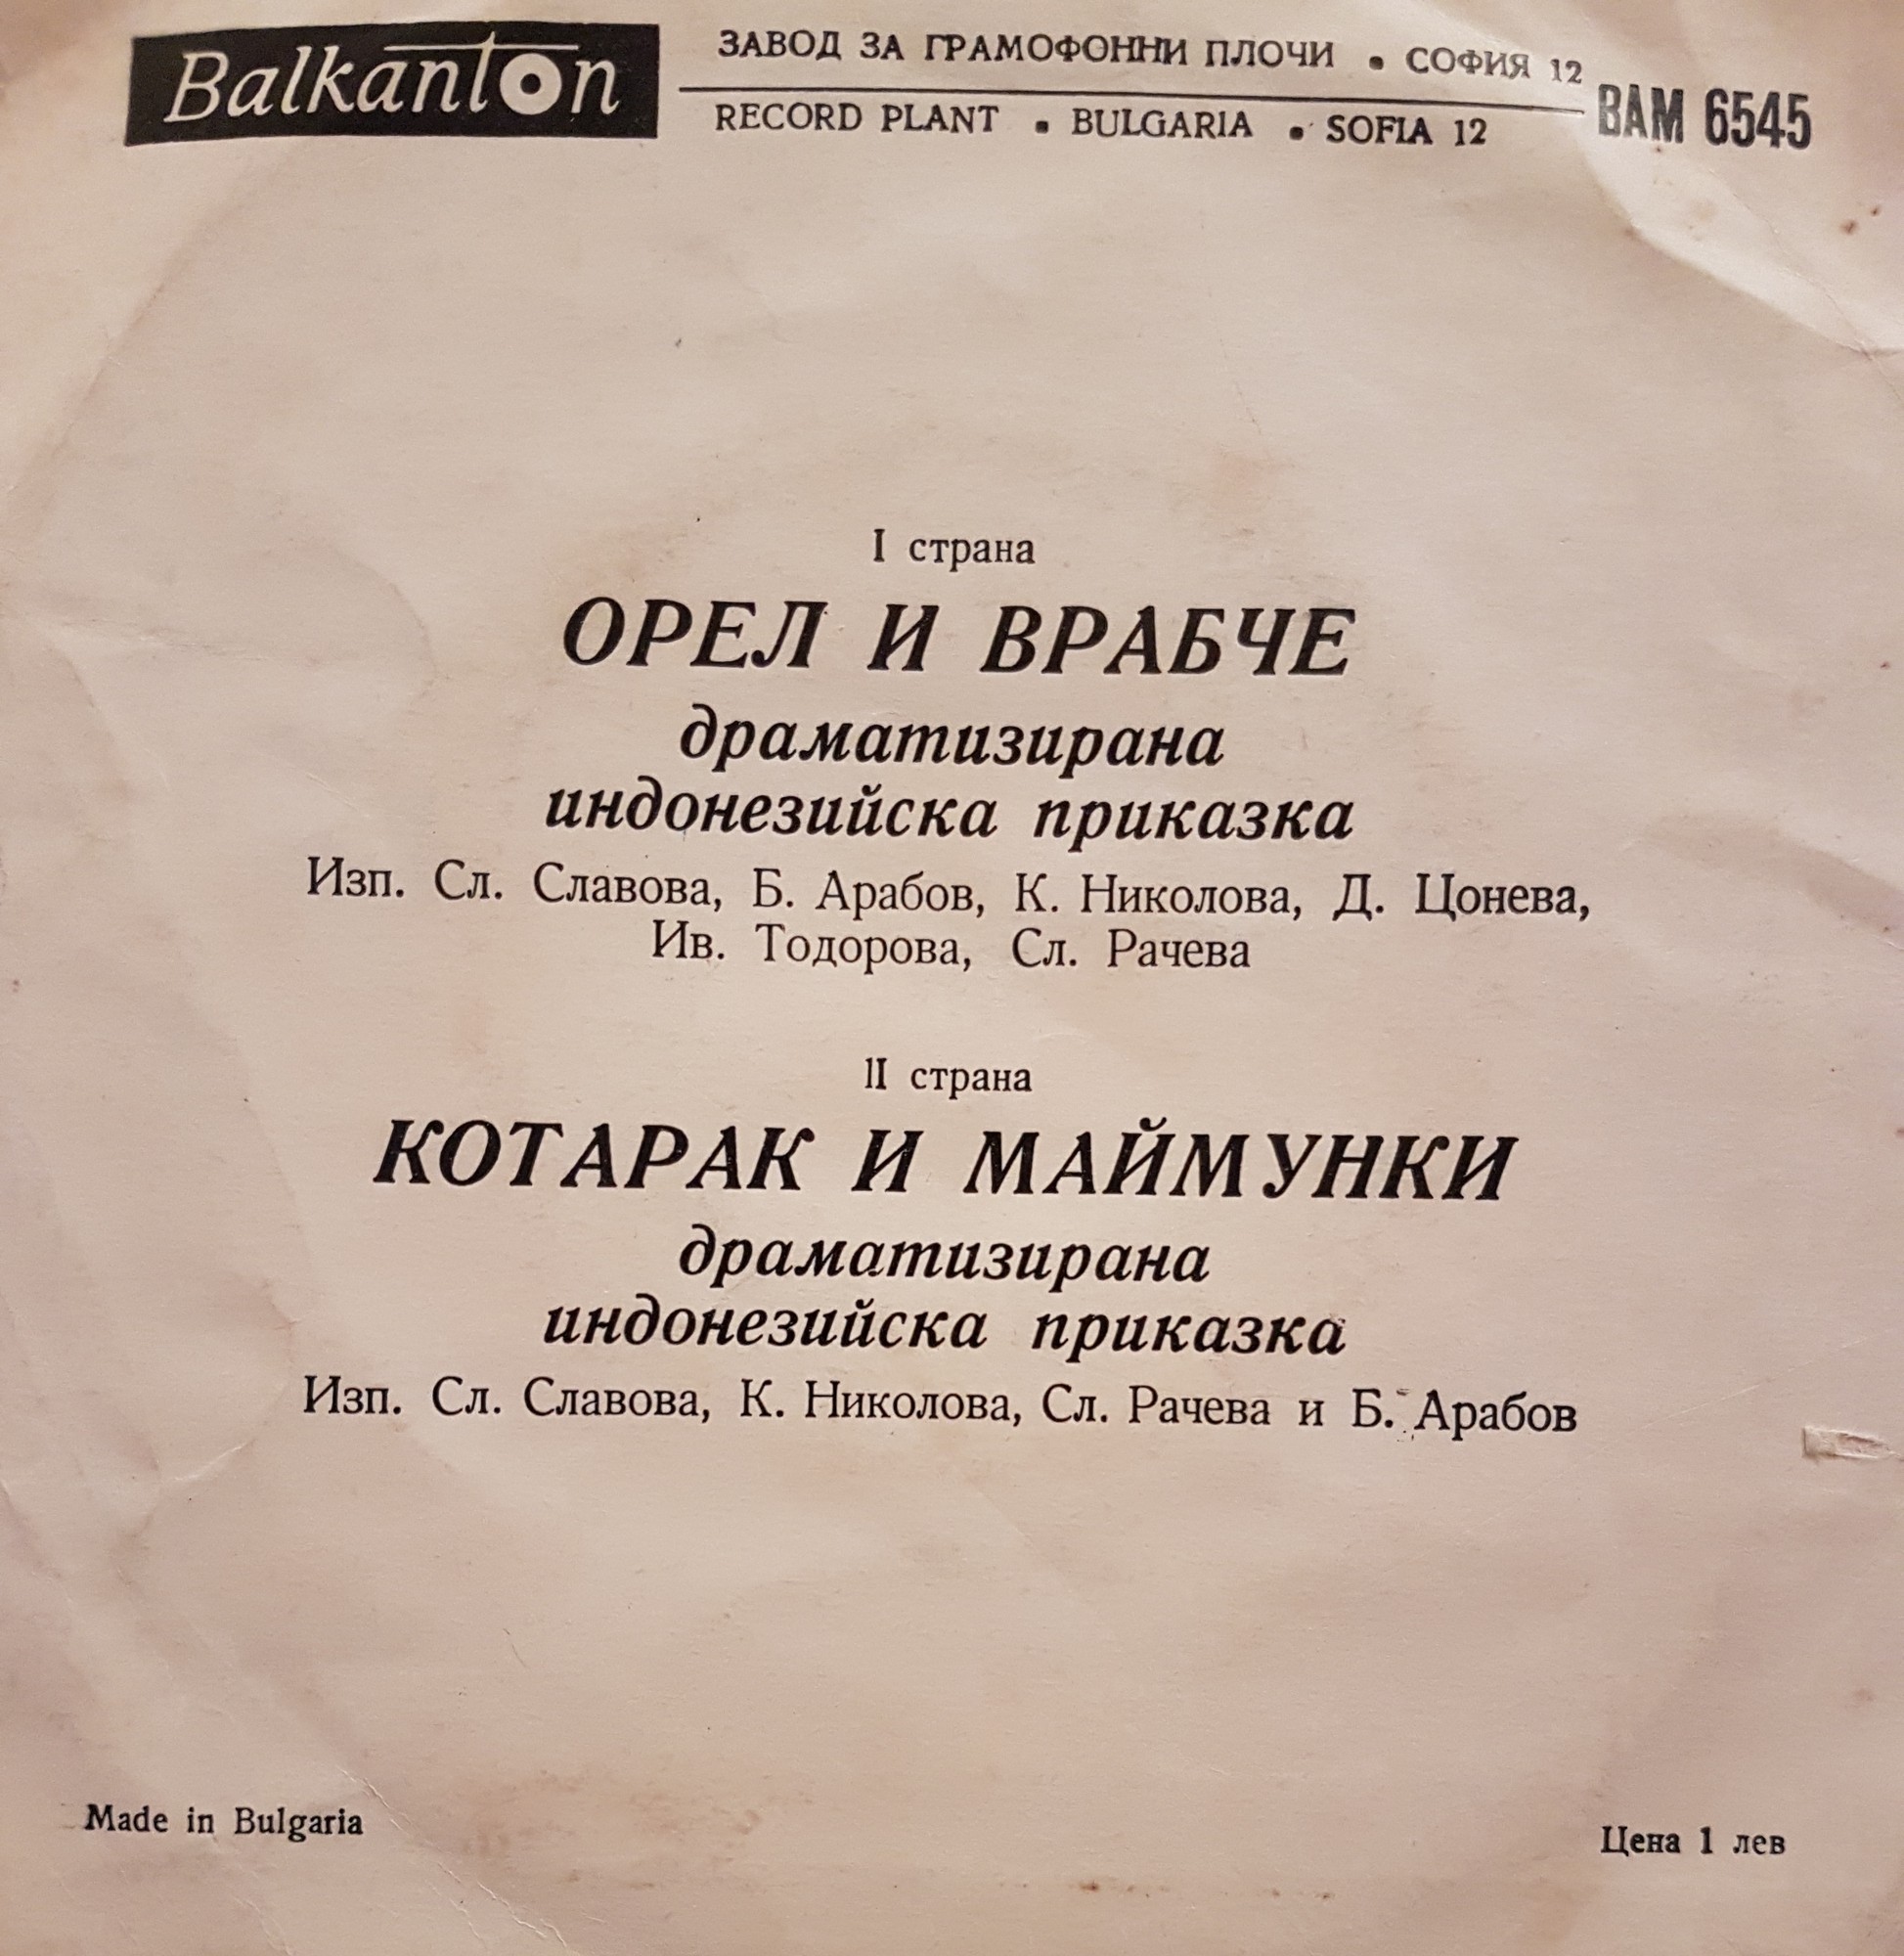 Balkanton
ЗАВОД ЗА ГРАМОФОННИ ПЛОЧИ • СОФИЯ 12
RECORD PLANT • BULGARIA • SOFIA 12
ВАМ 6545
I страна
ОРЕЛ И ВРАБЧЕ
драматизирана
индонезийска приказка
Изп. Сл. Славова, Б. Арабов, К. Николова, Д. Цонева,
Ив. Тодорова, Сл. Рачева
II страна
КОТАРАК И МАЙМУНКИ
драматизирана
индонезийска приказка
Изп. Сл. Славова, К. Николова, Сл. Рачева и Б. Арабов
Made in Bulgaria
Цена 1 лев